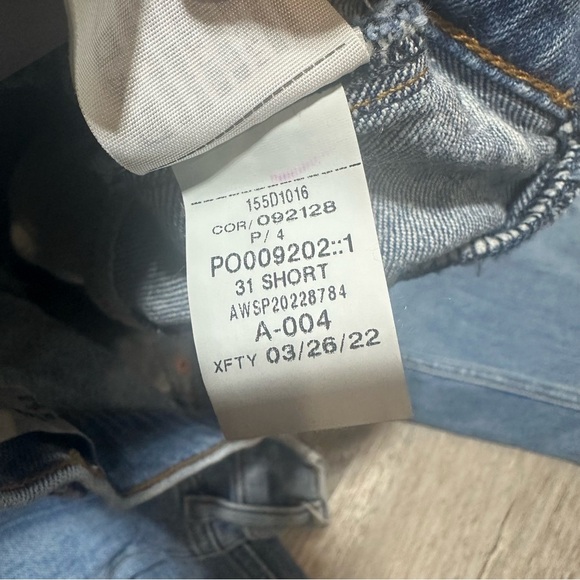 155D1016
COR/092128
P/ 4
PO009202::1
31 SHORT
AWSP20228784
A-004
XFTY 03/26/22